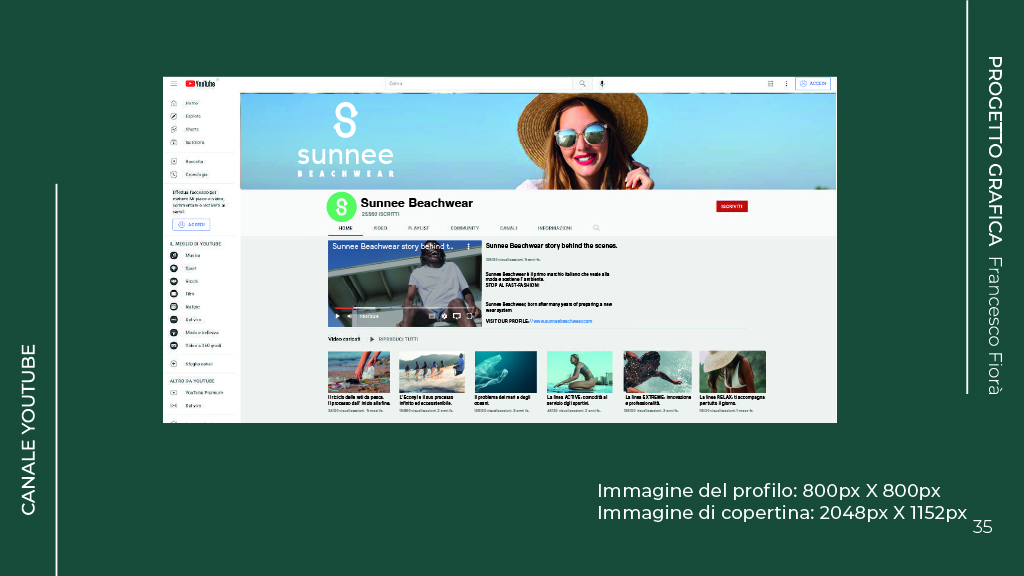 PROGETTO GRAFICA Francesco Fiorà
CANALE YOUTUBE
YouTube
Cerca
ACCEDI
Home
Esplora
Shorts
Iscrizioni
Raccolta
Cronologia
Effettua l'accesso per
mettere Mi piace a video,
commentare e iscriverti ai
canali.
ACCEDI
IL MEGLIO DI YOUTUBE
Musica
Sport
Giochi
Film
Notizie
Dal vivo
Moda e bellezza
Video a 360 gradi
Sfoglia canali
ALTRO DA YOUTUBE
YouTube Premium
Dal vivo
sunnee
BEACHWEAR
Sunnee Beachwear
ISCRITTI
ISCRIVITI
HOME
VIDEO
PLAYLIST
COMMUNITY
CANALI
INFORMAZIONI
Sunnee Beachwear story behind t...
Sunnee Beachwear story behind the scenes.
Sunnee Beachwear è il primo marchio italiano che veste alla
moda e sostiene l'ambiente.
STOP AL FAST-FASHION!
Sunnee Beachwear, born after many years of preparing a new
wear system
VISIT OUR PROFILE: //www.sunneebeachwear.com
Video caricati
RIPRODUCI TUTTI
Il riciclo delle reti da pesca.
Il processo dall' inizio alla fine.
L'Econyl e il suo processo
infinito ed ecosostenibile.
Il problema dei mari e degli
oceani.
La linea ACTIVE: comodità al
servizio degli sportivi.
La linea EXTREME: innovazione
e professionalità.
La linea RELAX: ti accompagna
per tutto il giorno.
Immagine del profilo: 800px X 800px
Immagine di copertina: 2048px X 1152px
35